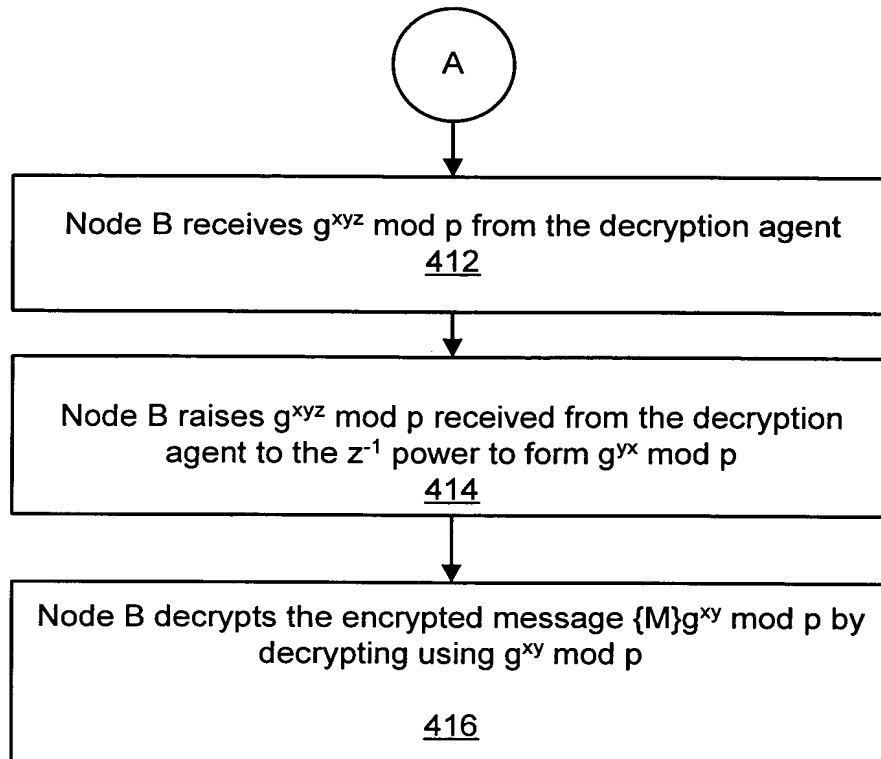 A
Node B receives g^xyz mod p from the decryption agent
412
Node B raises g^xyz mod p received from the decryption
agent to the z^-1 power to form g^yx mod p
414
Node B decrypts the encrypted message {M}g^xy mod p by
decrypting using g^xy mod p
416